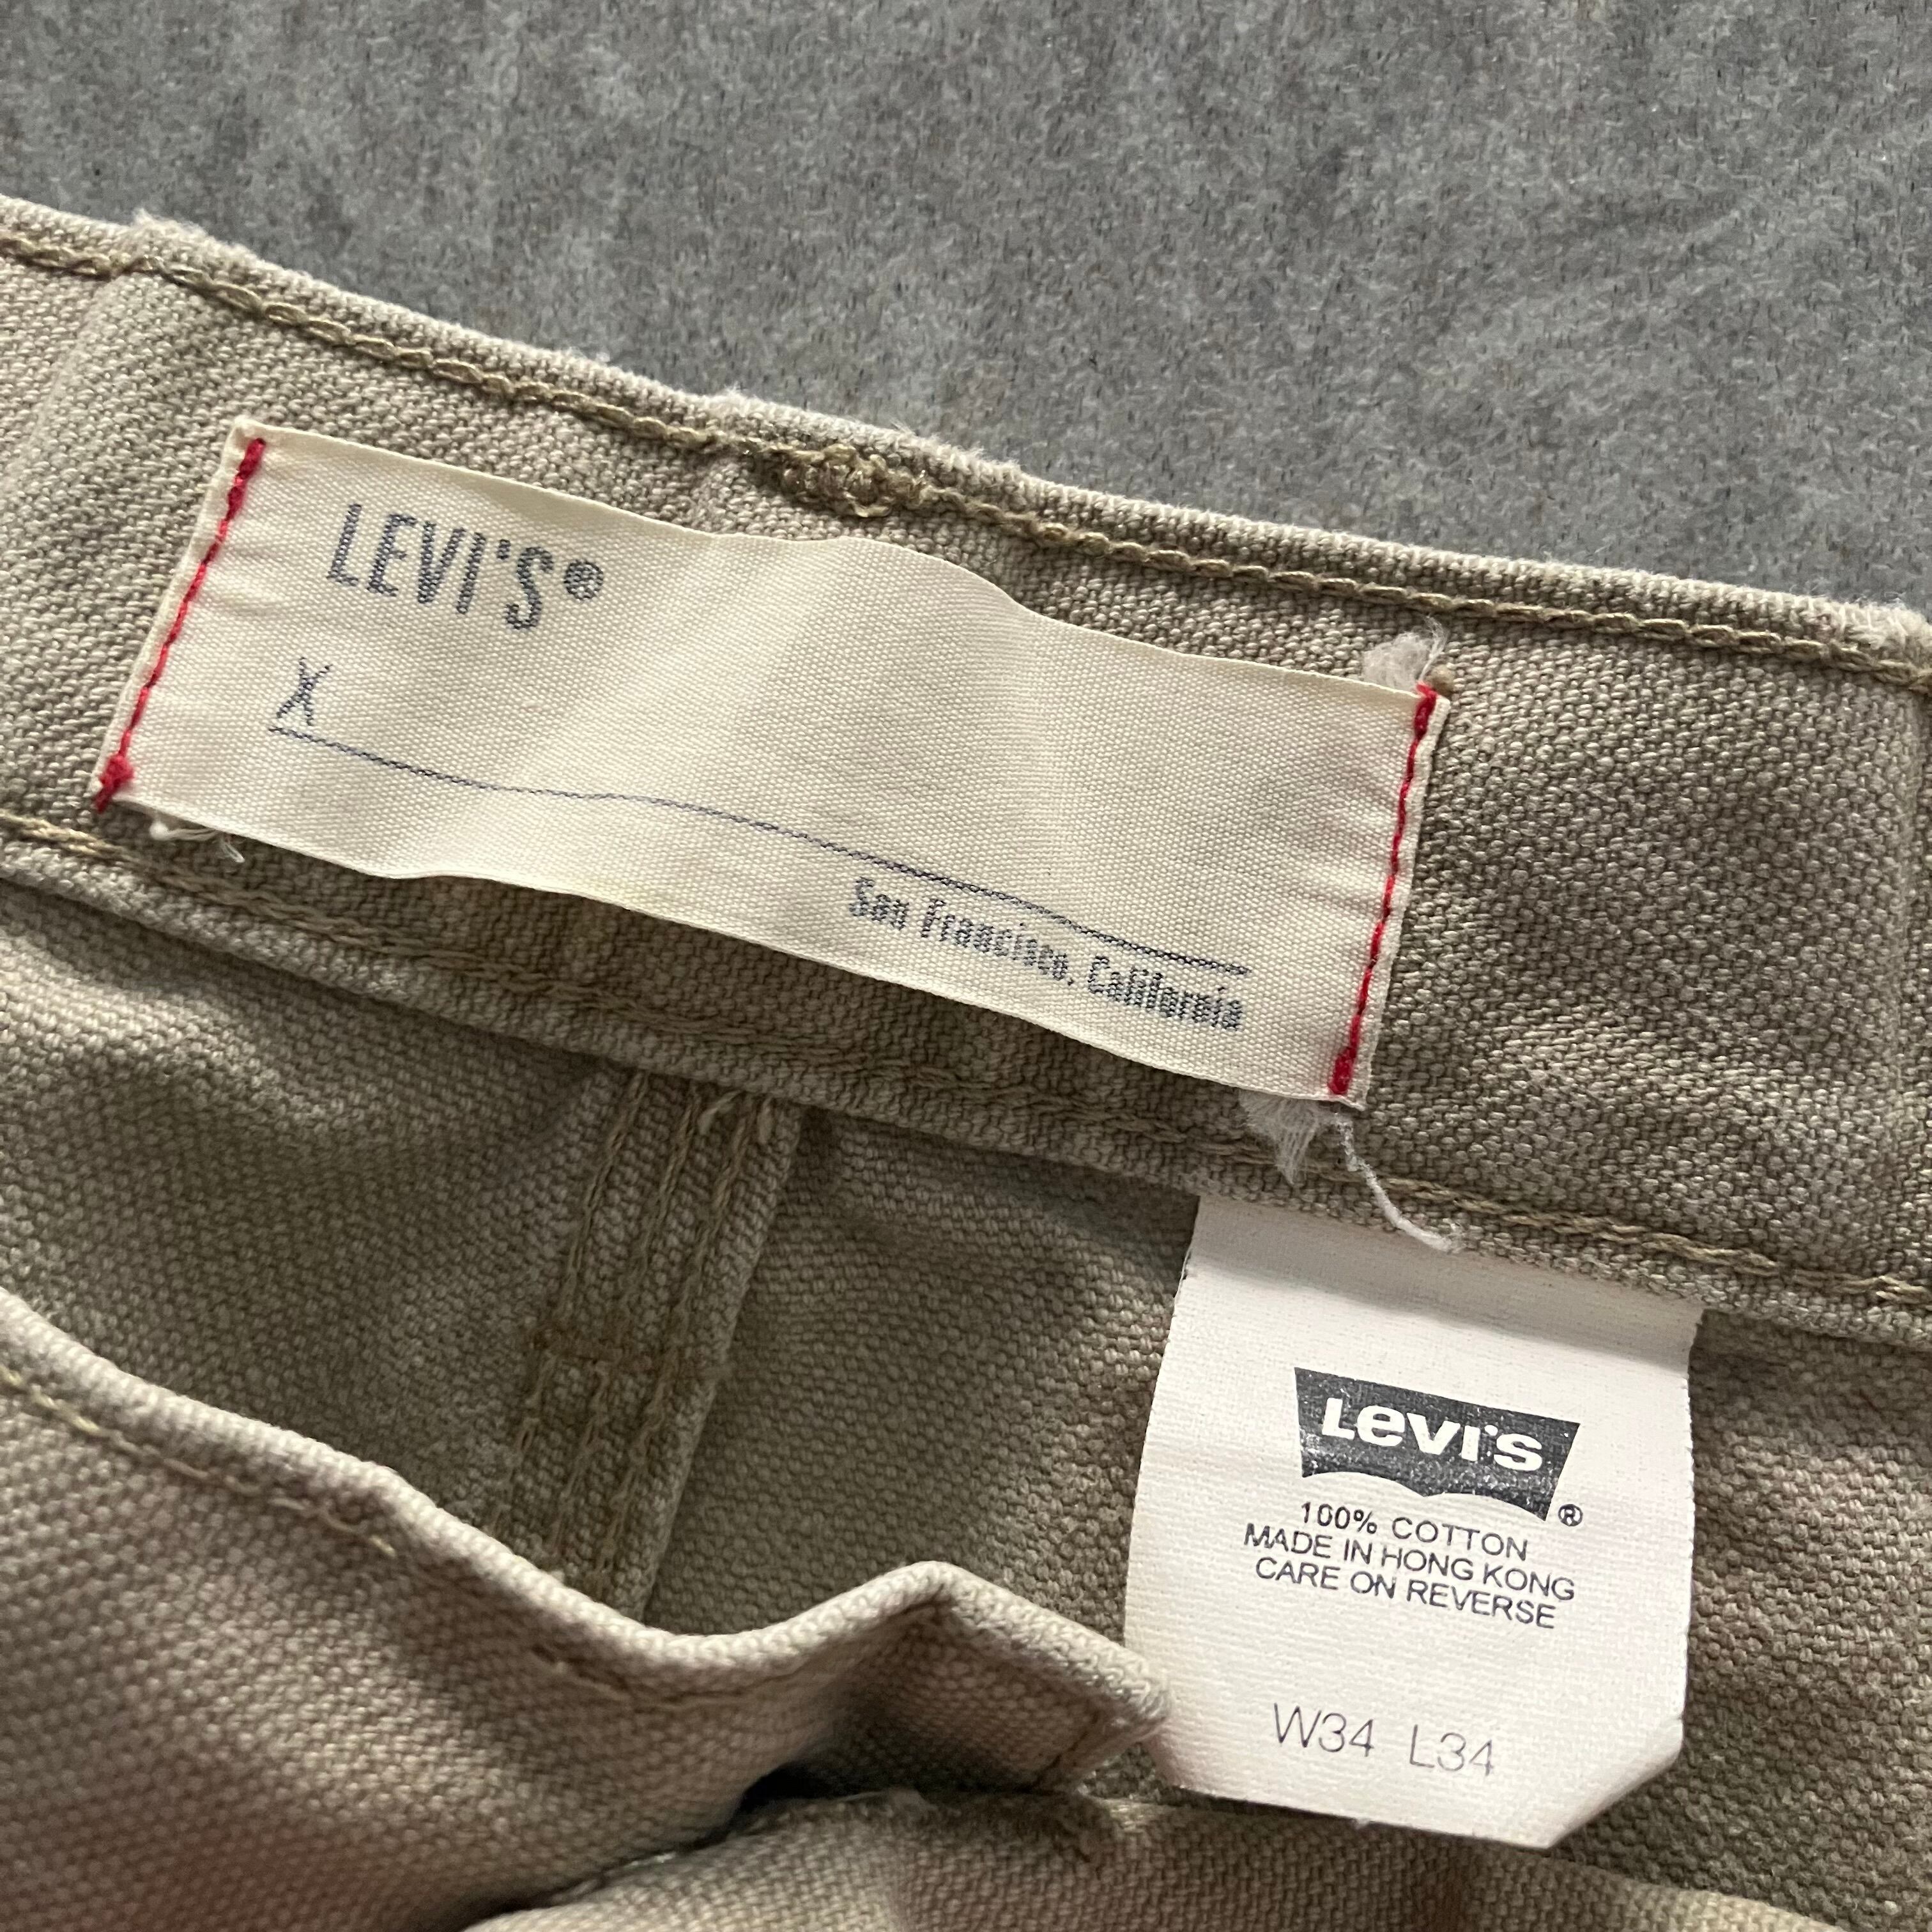 LEVI'S®
X
San Francisco, California
Levi's®
100% COTTON
MADE IN HONG KONG
CARE ON REVERSE
W34 L34